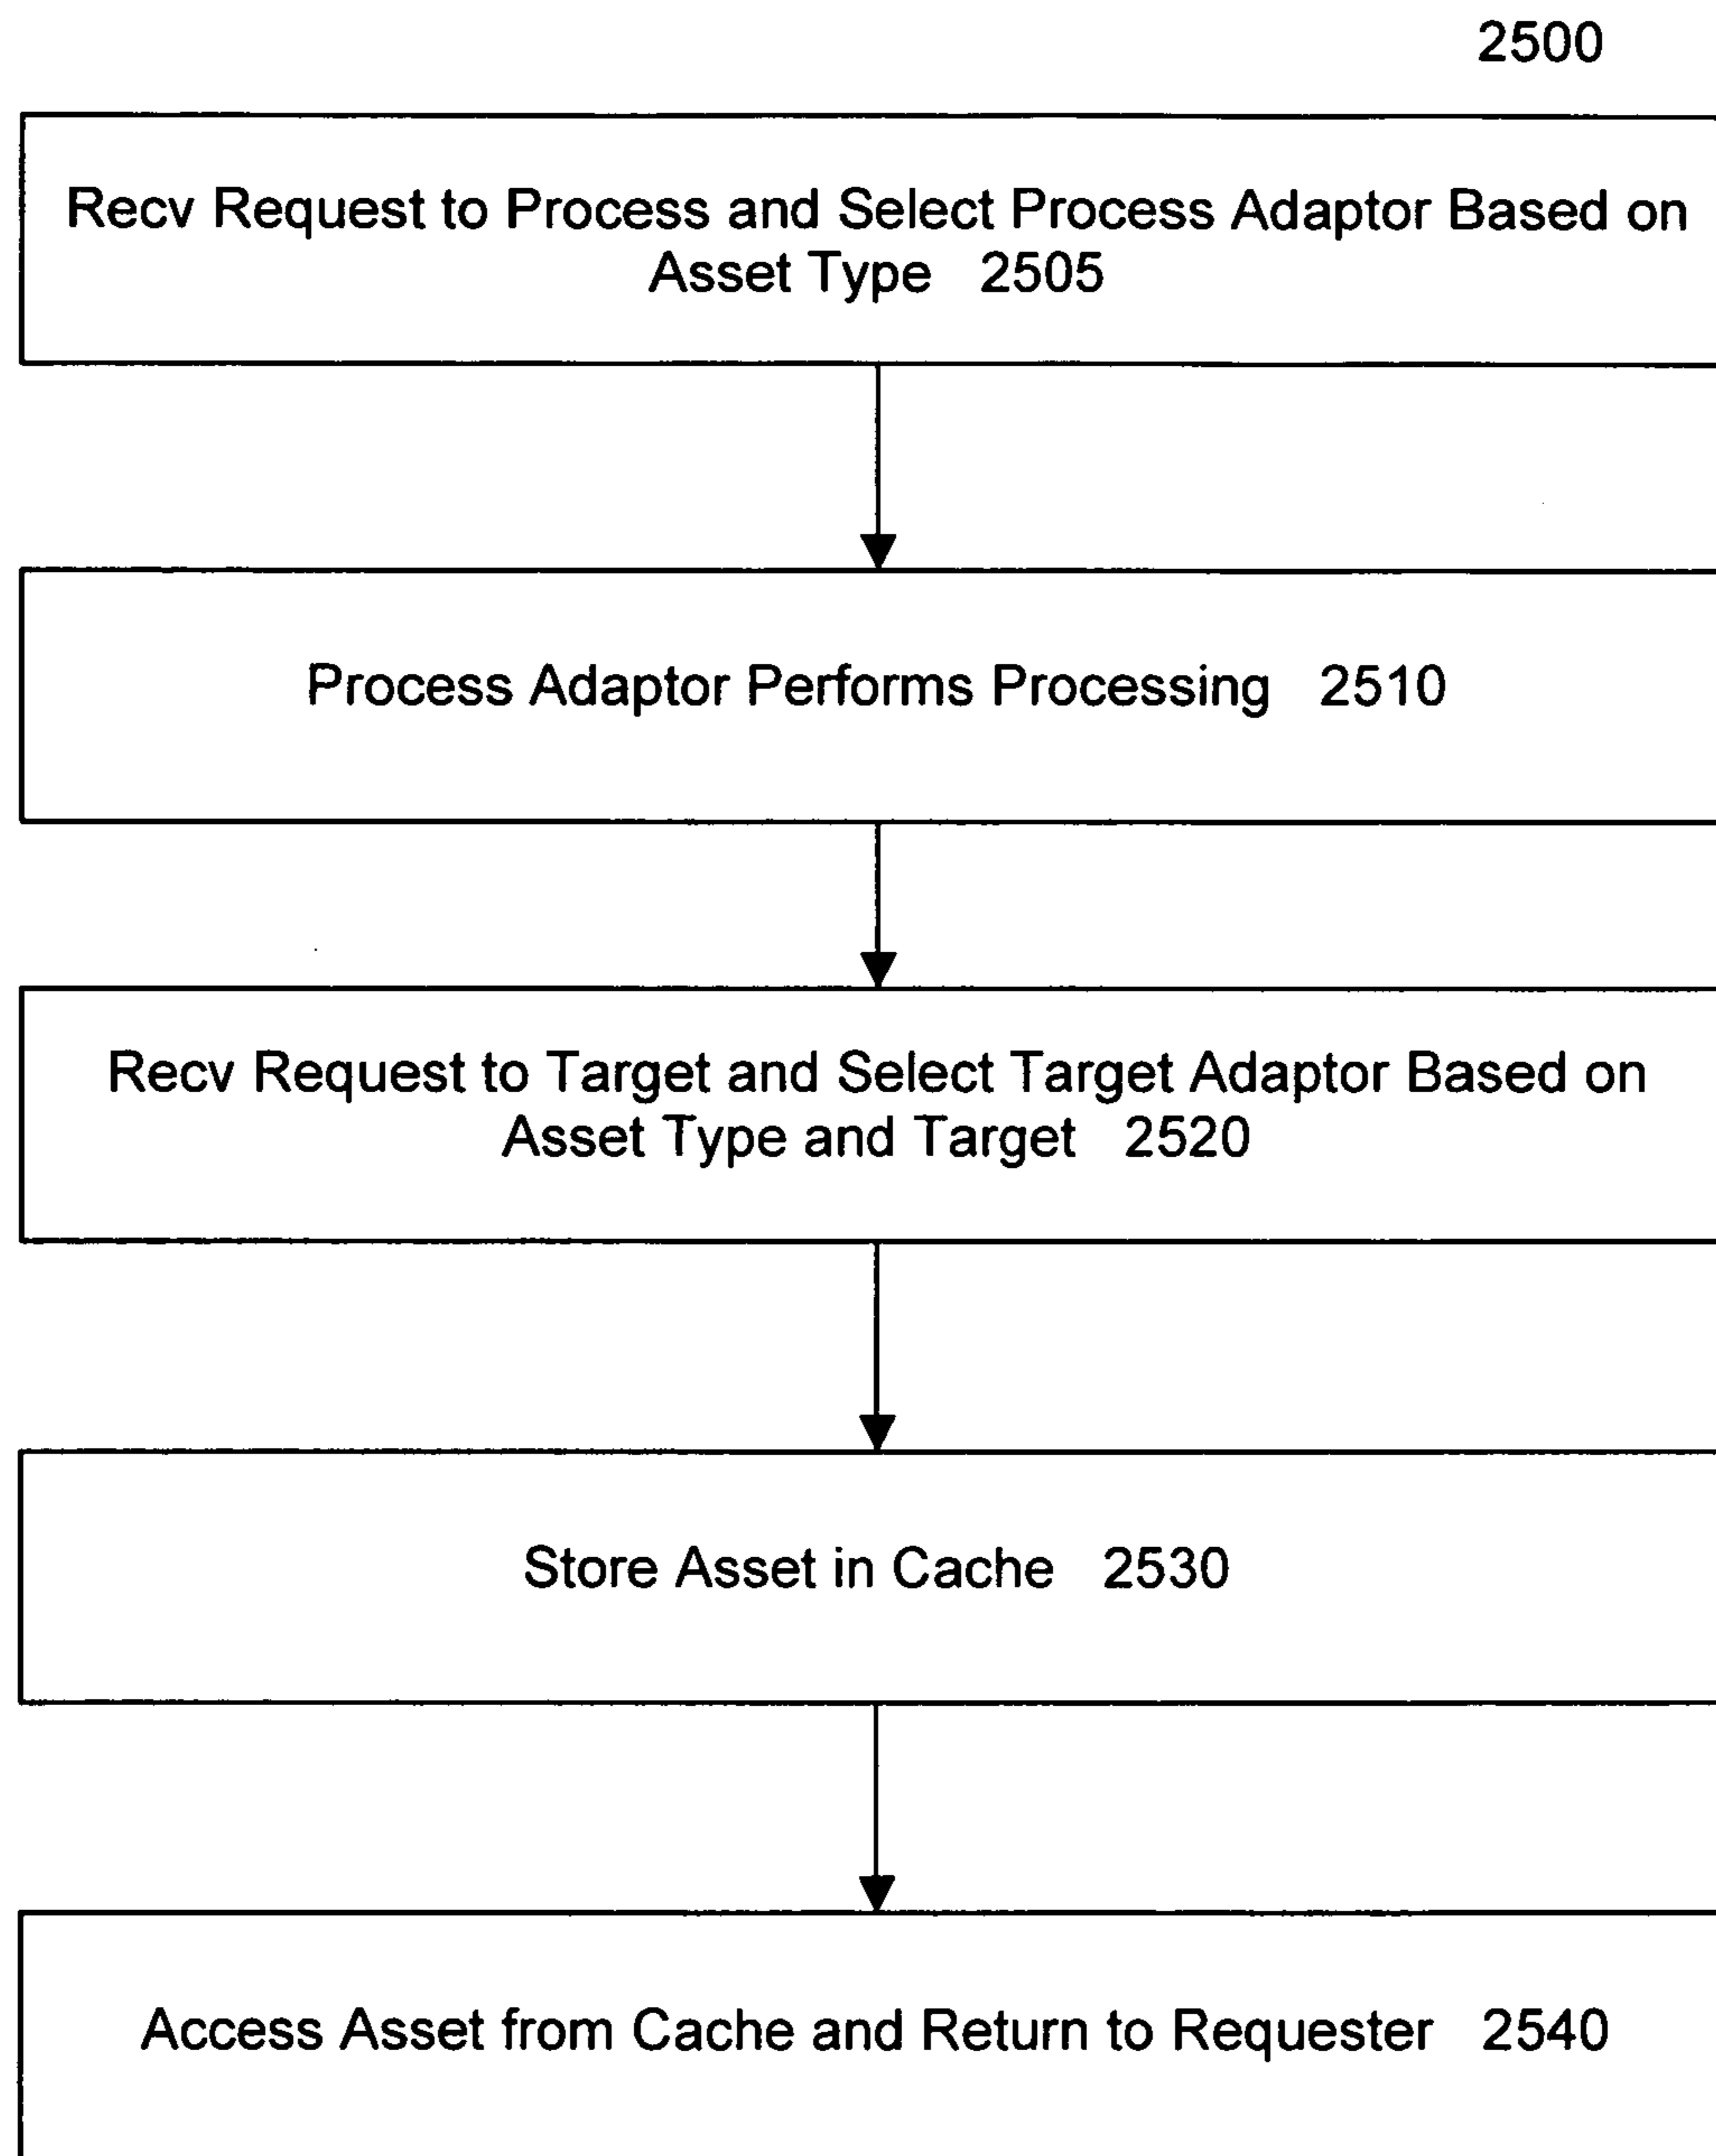 2500
Recv Request to Process and Select Process Adaptor Based on
Asset Type 2505
Process Adaptor Performs Processing 2510
Recv Request to Target and Select Target Adaptor Based on
Asset Type and Target 2520
Store Asset in Cache 2530
Access Asset from Cache and Return to Requester 2540